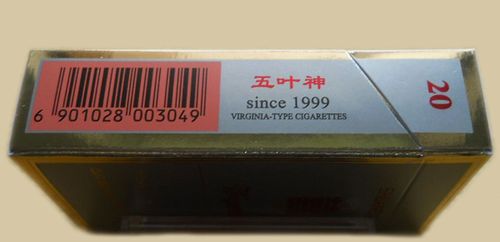 6 901028 003049
五叶神
since 1999
VIRGINIA-TYPE CIGARETTES
20